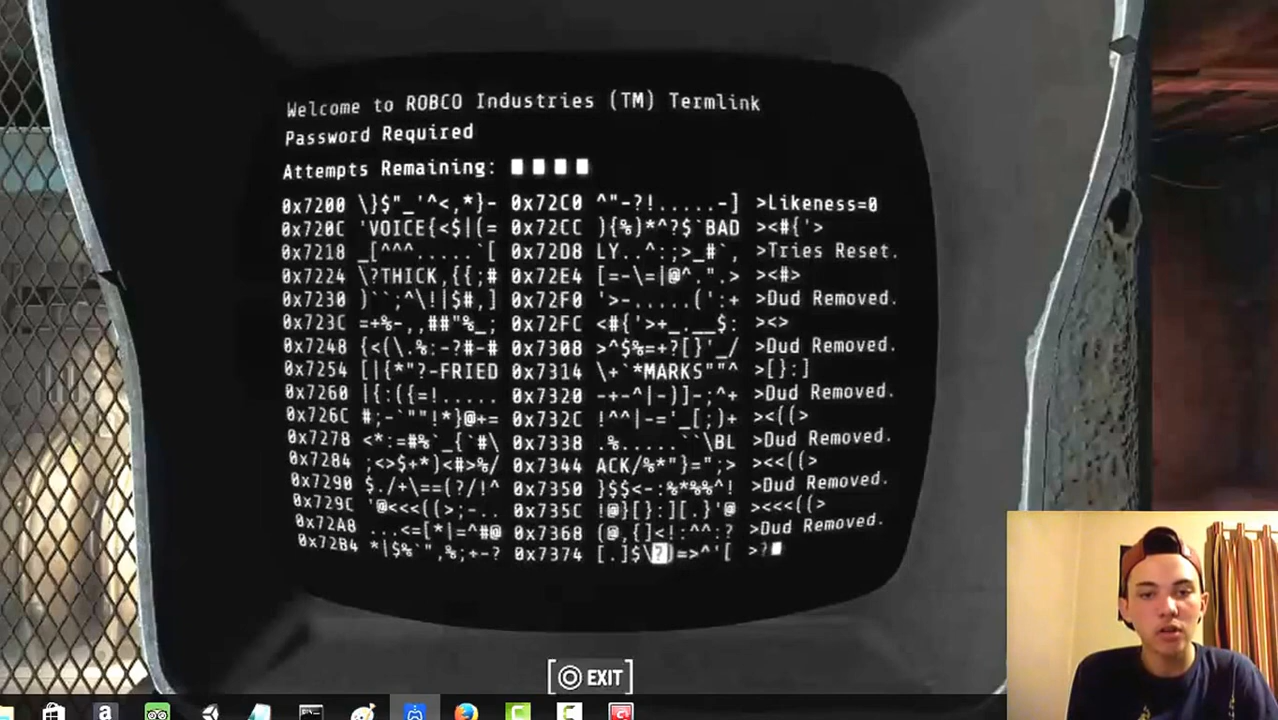 Welcome to ROBCO Industries (TM) Termlink
Password Required
Attempts Remaining:
0x7200 \}$"_'^<,*}- 0x72C0 ^"-?!.....-] >Likeness=0
0x720C 'VOICE{<$|(= 0x72CC ){%)*^?$`BAD ><#{'>
0x7218 _[^^^.....`[ 0x72D8 LY..^:;>_#`, >Tries Reset.
0x7224 \?THICK,{{;# 0x72E4 [=-\=|@^.".> ><#>
0x7230 )``;^\!|$#,] 0x72F0 '>-.....(':+ >Dud Removed.
0x723C =+%-,,##"%_; 0x72FC <#{'>+_.__$: ><>
0x7248 {<(\.%:-?#-# 0x7308 >^$%=+?[}'_/ >Dud Removed.
0x7254 [|{*"?-FRIED 0x7314 \+`*MARKS""^ >[}:]
0x7260 |{:({=!..... 0x7320 -+-^|-)]-;^+ >Dud Removed.
0x726C #;-`""!*}@+= 0x732C !^^|-='_[;)+ ><((>
0x7278 <*:=#%`_{`#\ 0x7338 .%.....``\BL >Dud Removed.
0x7284 ;<>$+*)<#>%/ 0x7344 ACK/%*"}=";> ><<((>
0x7290 $./+\==(?/!^ 0x7350 }$$<-:%*%%^! >Dud Removed.
0x729C '@<<<((>;-.. 0x735C !@}[}:][.}'@ ><<<((>
0x72A8 ...<=[*|=^#@ 0x7368 (@,{]<!:^^:? >Dud Removed.
0x72B4 *|$%`",%;+-? 0x7374 [.]$\?)=>^'[ >?
[ EXIT]